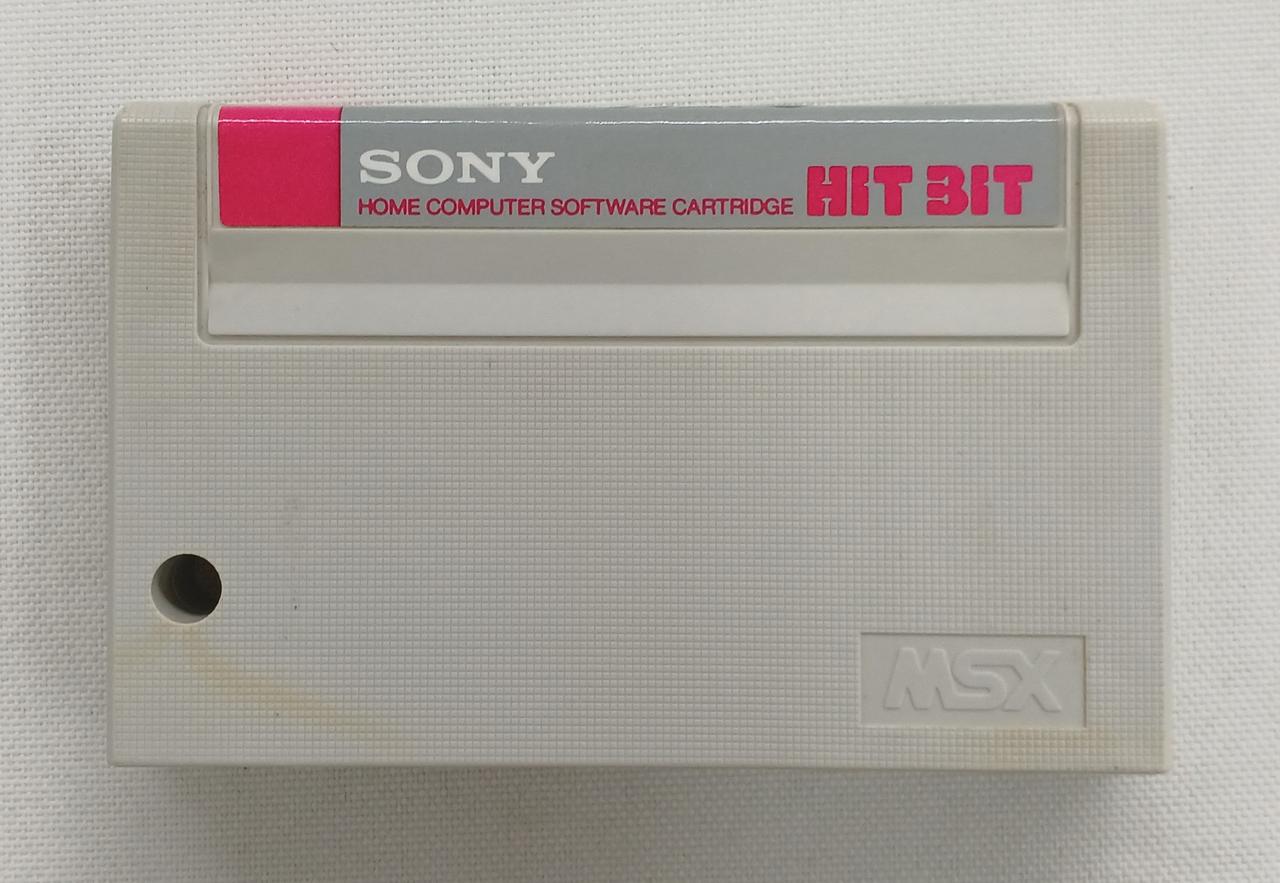 SONY
HOME COMPUTER SOFTWARE CARTRIDGE HIT BIT
MSX